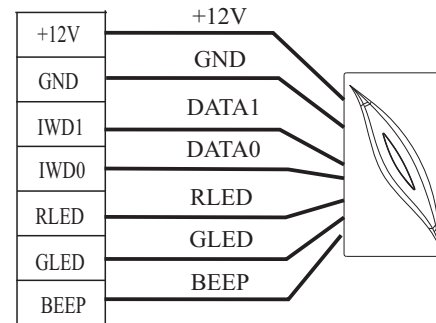 +12V +12V
GND GND
IWD1 DATA1
IWD0 DATA0
RLED RLED
GLED GLED
BEEP BEEP